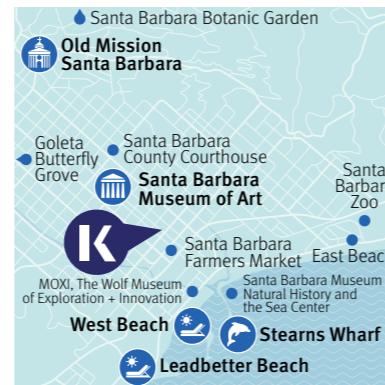 Santa Barbara Botanic Garden
Old Mission
Santa Barbara
Goleta
Butterfly
Grove
Santa Barbara
County Courthouse
Santa Barbara
Museum of Art
Santa
Barbar
Zoo
K
Santa Barbara
Farmers Market
East Beac
MOXI, The Wolf Museum
of Exploration + Innovation
Santa Barbara Museum
Natural History and
the Sea Center
West Beach
Stearns Wharf
Leadbetter Beach